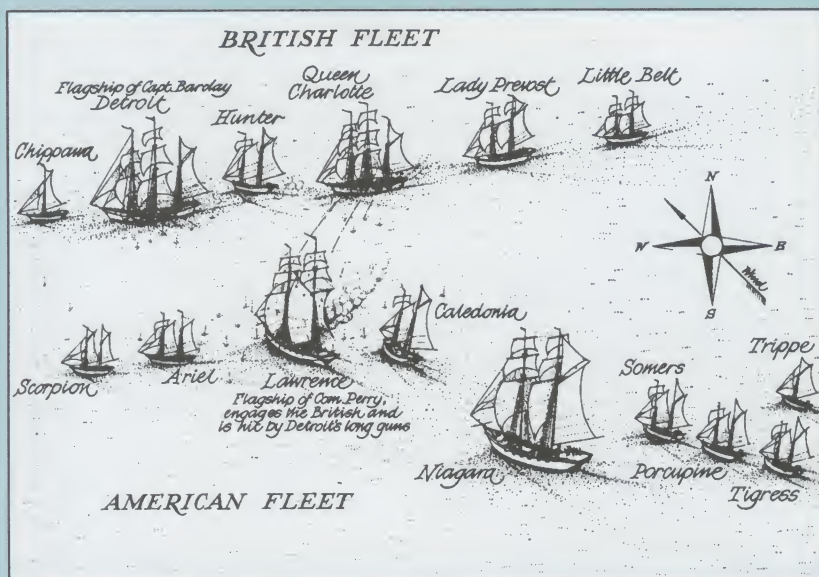 BRITISH FLEET
Flagship of Capt. Barclay
Detroit
Queen
Charlotte
Lady Prevost
Little Belt
Hunter
Chippawa
N
W
E
S
Wind
Caledonia
Trippe
Somers
Scorpion
Ariel
Lawrence
Flagship of Com. Perry,
engages the British and
is hit by Detroit's long guns
Niagara
Porcupine
Tigress
AMERICAN FLEET